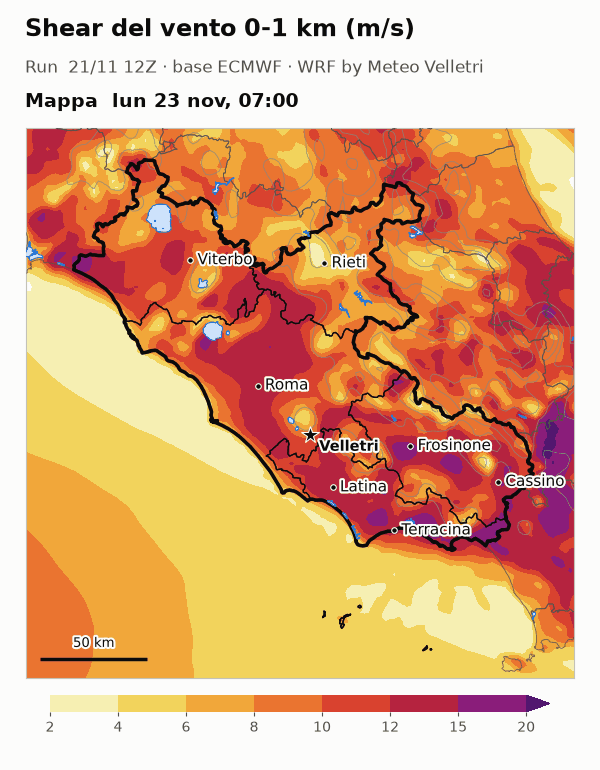 Shear del vento 0-1 km (m/s)
Run  21/11 12Z · base ECMWF · WRF by Meteo Velletri
Mappa  lun 23 nov, 07:00
Viterbo
Rieti
Roma
Velletri
Frosinone
Latina
Cassino
Terracina
50 km
2 4 6 8 10 12 15 20